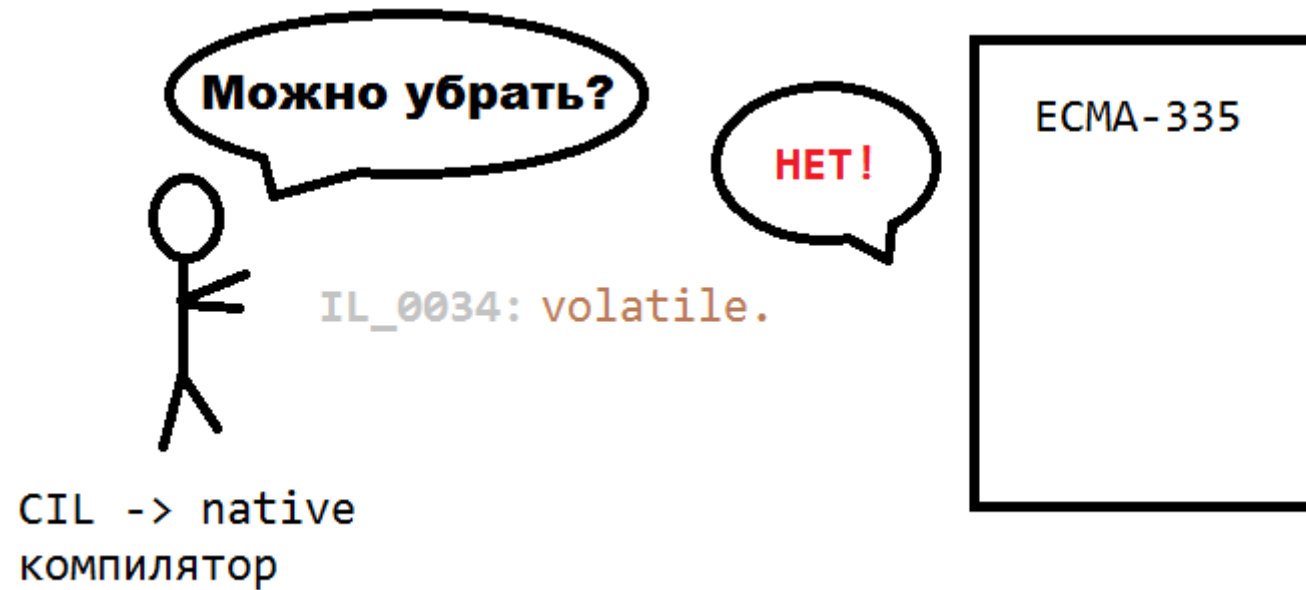 Можно убрать?
НЕТ!
ECMA-335
IL_0034: volatile.
CIL -> native
компилятор